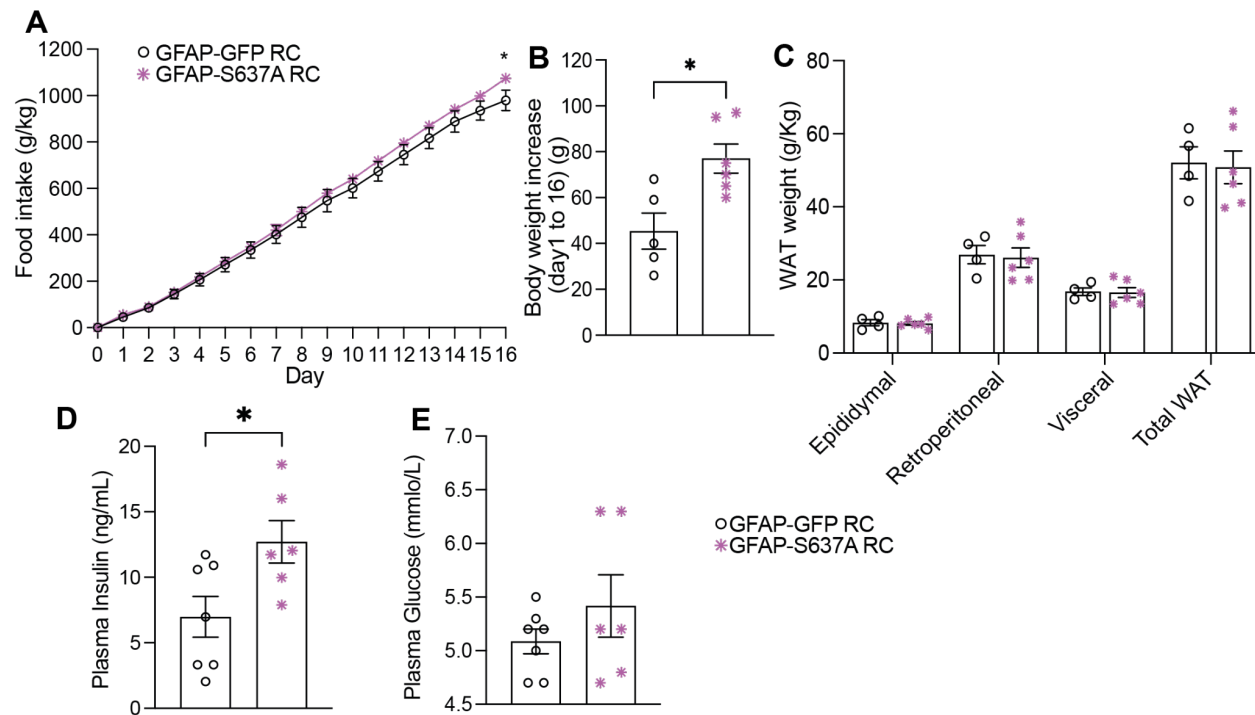 A
GFAP-GFP RC
GFAP-S637A RC
*
Food intake (g/kg)
1200
1000
800
600
400
200
0
0 1 2 3 4 5 6 7 8 9 10 11 12 13 14 15 16
Day
B
*
Body weight increase
(day1 to 16) (g)
120
100
80
60
40
20
0
C
WAT weight (g/Kg)
80
60
40
20
0
Epididymal
Retroperitoneal
Visceral
Total WAT
D
*
Plasma Insulin (ng/mL)
20
15
10
5
0
E
Plasma Glucose (mmlo/L)
7.0
6.5
6.0
5.5
5.0
4.5
GFAP-GFP RC
GFAP-S637A RC